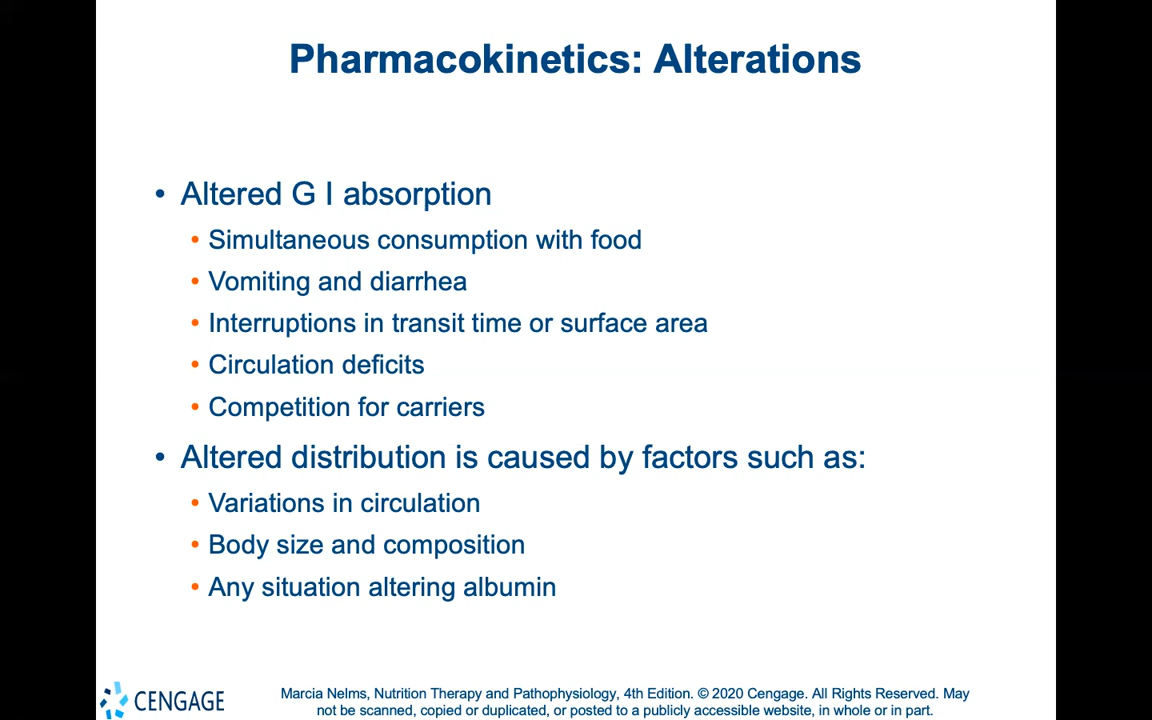 Pharmacokinetics: Alterations
• Altered G I absorption
• Simultaneous consumption with food
• Vomiting and diarrhea
• Interruptions in transit time or surface area
• Circulation deficits
• Competition for carriers
• Altered distribution is caused by factors such as:
• Variations in circulation
• Body size and composition
• Any situation altering albumin
CENGAGE
Marcia Nelms, Nutrition Therapy and Pathophysiology, 4th Edition. © 2020 Cengage. All Rights Reserved. May
not be scanned, copied or duplicated, or posted to a publicly accessible website, in whole or in part.